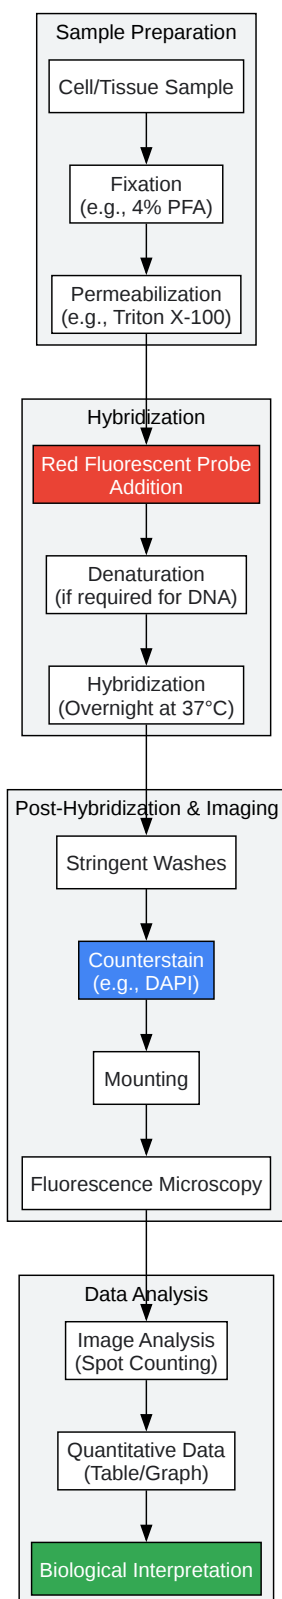 Sample Preparation
Cell/Tissue Sample
Fixation
(e.g., 4% PFA)
Permeabilization
(e.g., Triton X-100)
Hybridization
Red Fluorescent Probe
Addition
Denaturation
(if required for DNA)
Hybridization
(Overnight at 37°C)
Post-Hybridization & Imaging
Stringent Washes
Counterstain
(e.g., DAPI)
Mounting
Fluorescence Microscopy
Data Analysis
Image Analysis
(Spot Counting)
Quantitative Data
(Table/Graph)
Biological Interpretation